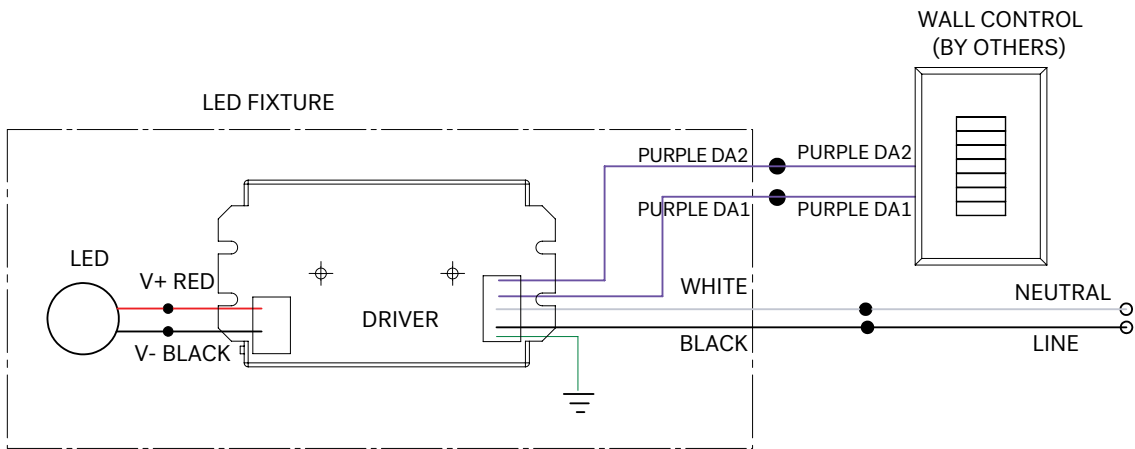 WALL CONTROL
(BY OTHERS)
LED FIXTURE
PURPLE DA2
PURPLE DA2
PURPLE DA1
PURPLE DA1
LED
V+ RED
WHITE
NEUTRAL
DRIVER
V- BLACK
BLACK
LINE